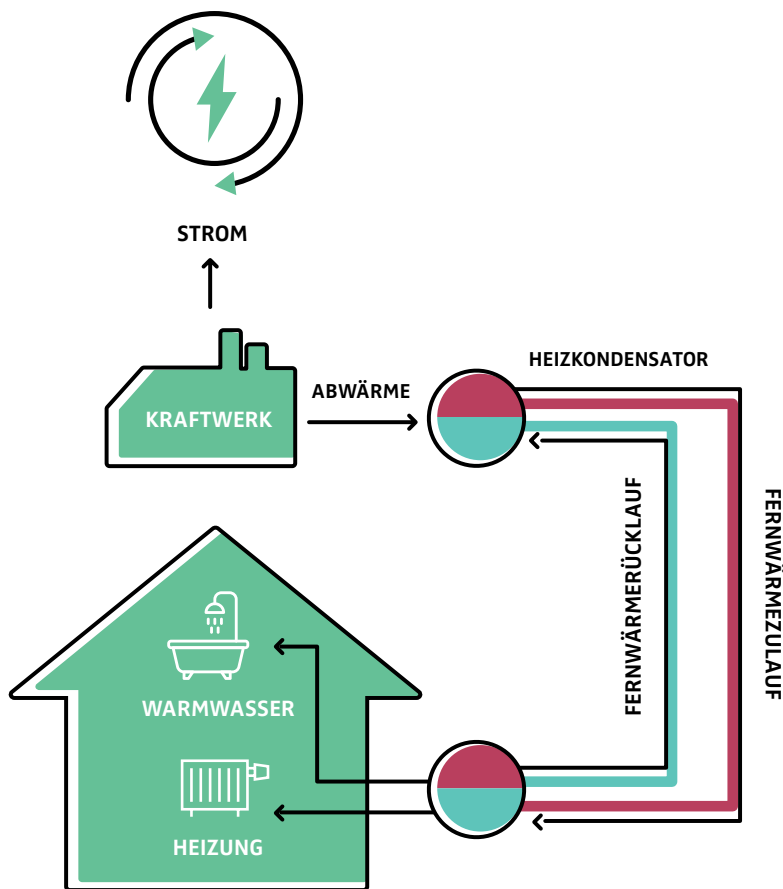 STROM
KRAFTWERK
ABWÄRME
HEIZKONDENSATOR
FERNWÄRMERÜCKLAUF
FERNWÄRMEZULAUF
WARMWASSER
HEIZUNG